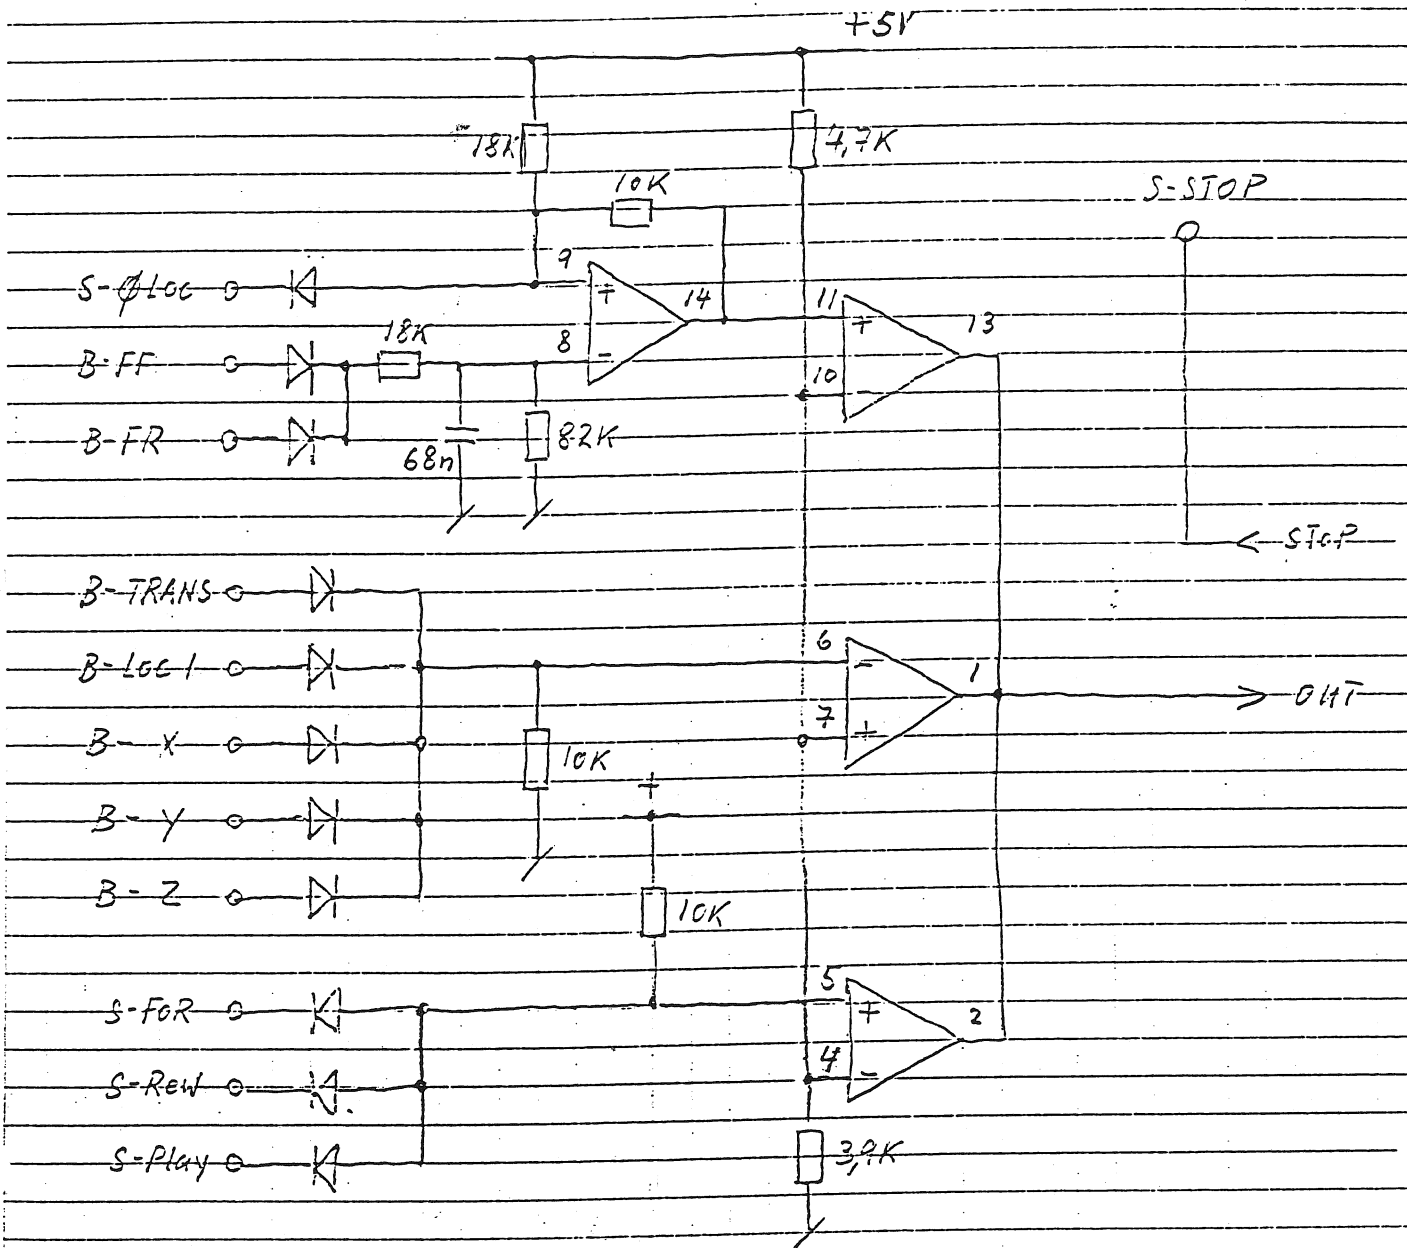 +5V
18K
4,7K
10K
S-STOP
9
S-ØLOC
+
14
11
+
13
18K
8
B-FF
-
10
-
B-FR
82K
68n
STOP
B-TRANS
6
B-LOC 1
-
1
OUT
7
B-X
10K
+
+
B-Y
B-Z
10K
5
S-FOR
+
2
4
S-Rew
-
S-Play
3,9K